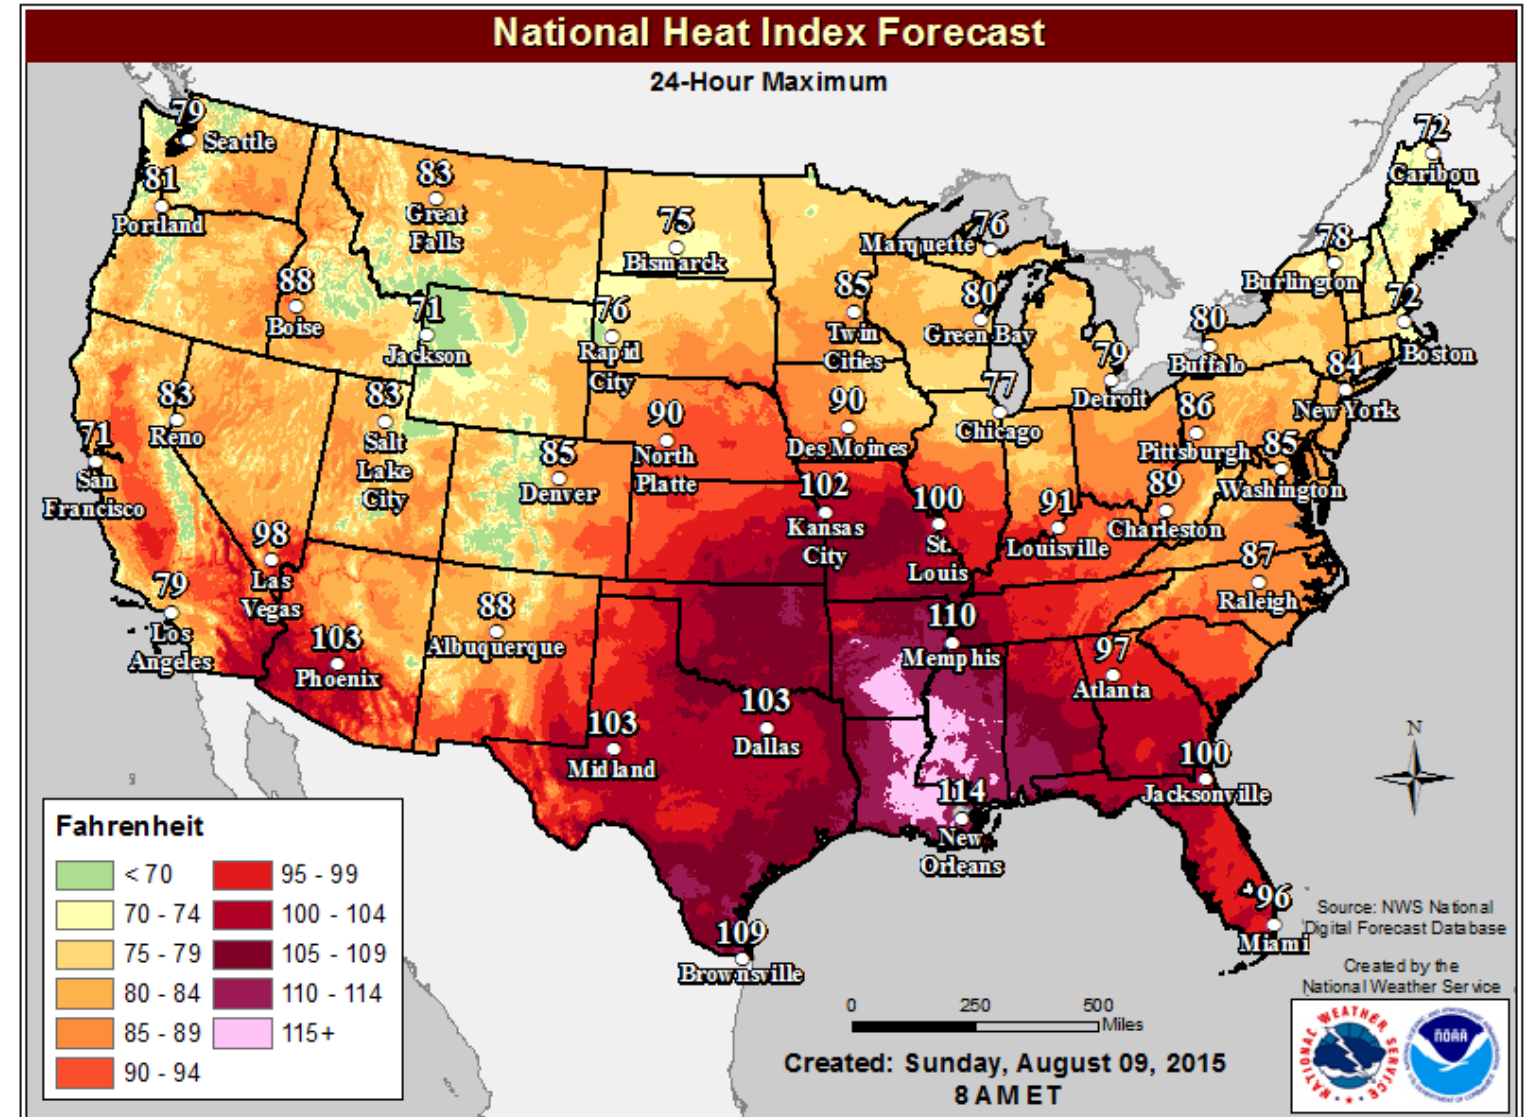 National Heat Index Forecast
24-Hour Maximum
79
Seattle
81
Portland
83
Great
Falls
75
Bismarck
76
Marquette
72
Caribou
78
Burlington
72
Boston
88
Boise
71
Jackson
76
Rapid
City
85
Twin
Cities
80
Green Bay
79
Detroit
80
Buffalo
84
New York
83
Reno
83
Salt
Lake
City
90
North
Platte
90
Des Moines
77
Chicago
86
Pittsburgh
85
Washington
71
San
Francisco
85
Denver
102
Kansas
City
100
St.
Louis
91
Louisville
89
Charleston
98
Las
Vegas
87
Raleigh
79
Los
Angeles
103
Phoenix
88
Albuquerque
110
Memphis
97
Atlanta
103
Midland
103
Dallas
114
New
Orleans
100
Jacksonville
109
Brownsville
96
Miami
N
Fahrenheit
< 70
70 - 74
75 - 79
80 - 84
85 - 89
90 - 94
95 - 99
100 - 104
105 - 109
110 - 114
115+
0 250 500
Miles
Created: Sunday, August 09, 2015
8 AM ET
Source: NWS National
Digital Forecast Database
Created by the
National Weather Service
NATIONAL WEATHER SERVICE
NOAA